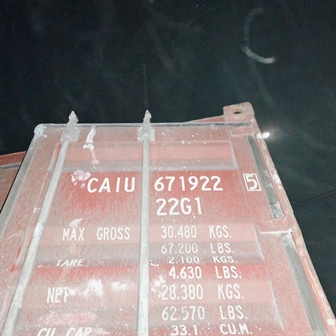 CAIU 671922 5
22G1
MAX GROSS 30.480 KGS.
67.200 LBS.
TARE 2.100 KGS.
4.630 LBS.
NET 28.380 KGS.
62.570 LBS.
CU. CAP. 33.1 CU.M.